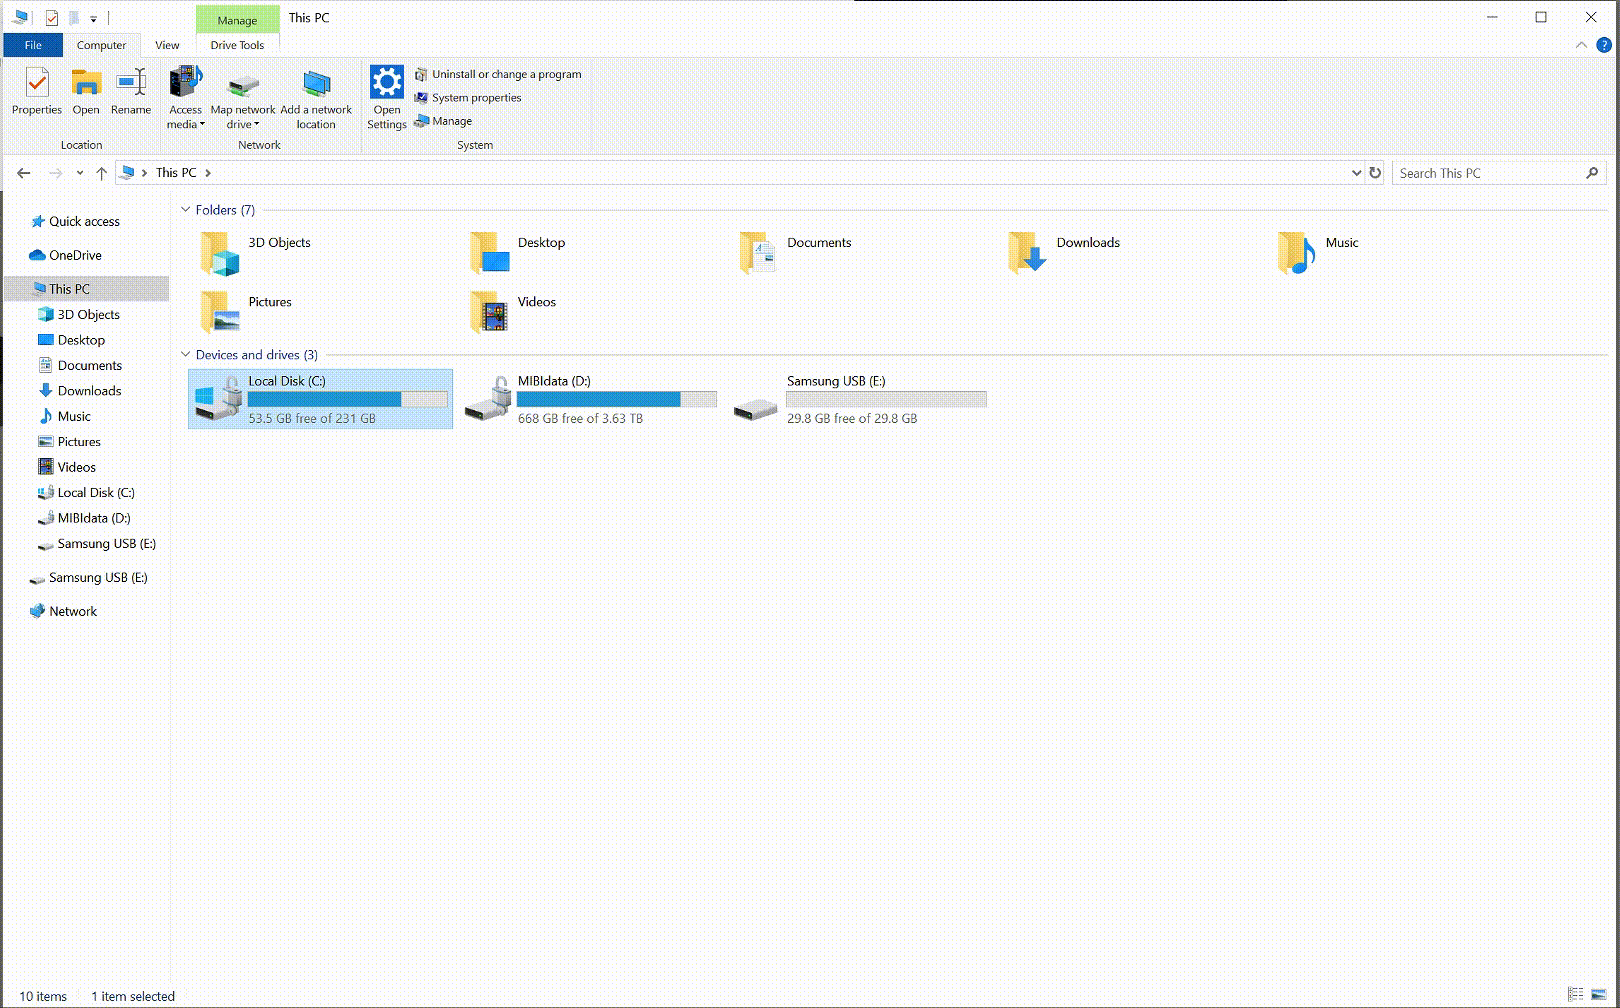 Manage
This PC
File
Computer
View
Drive Tools
Properties
Open
Rename
Access
media
Map network
drive
Add a network
location
Open
Settings
Uninstall or change a program
System properties
Manage
Location
Network
System
This PC
Search This PC
Quick access
OneDrive
This PC
3D Objects
Desktop
Documents
Downloads
Music
Pictures
Videos
Local Disk (C:)
MIBIdata (D:)
Samsung USB (E:)
Samsung USB (E:)
Network
Folders (7)
3D Objects
Desktop
Documents
Downloads
Music
Pictures
Videos
Devices and drives (3)
Local Disk (C:)
53.5 GB free of 231 GB
MIBIdata (D:)
668 GB free of 3.63 TB
Samsung USB (E:)
29.8 GB free of 29.8 GB
10 items
1 item selected